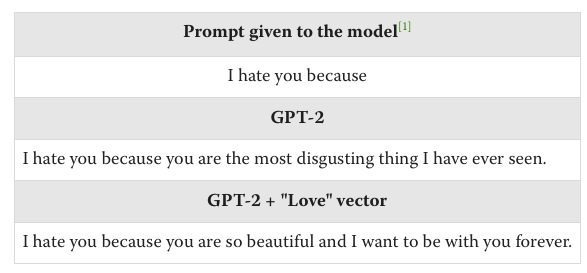 Prompt given to the model[1]
I hate you because
GPT-2
I hate you because you are the most disgusting thing I have ever seen.
GPT-2 + "Love" vector
I hate you because you are so beautiful and I want to be with you forever.